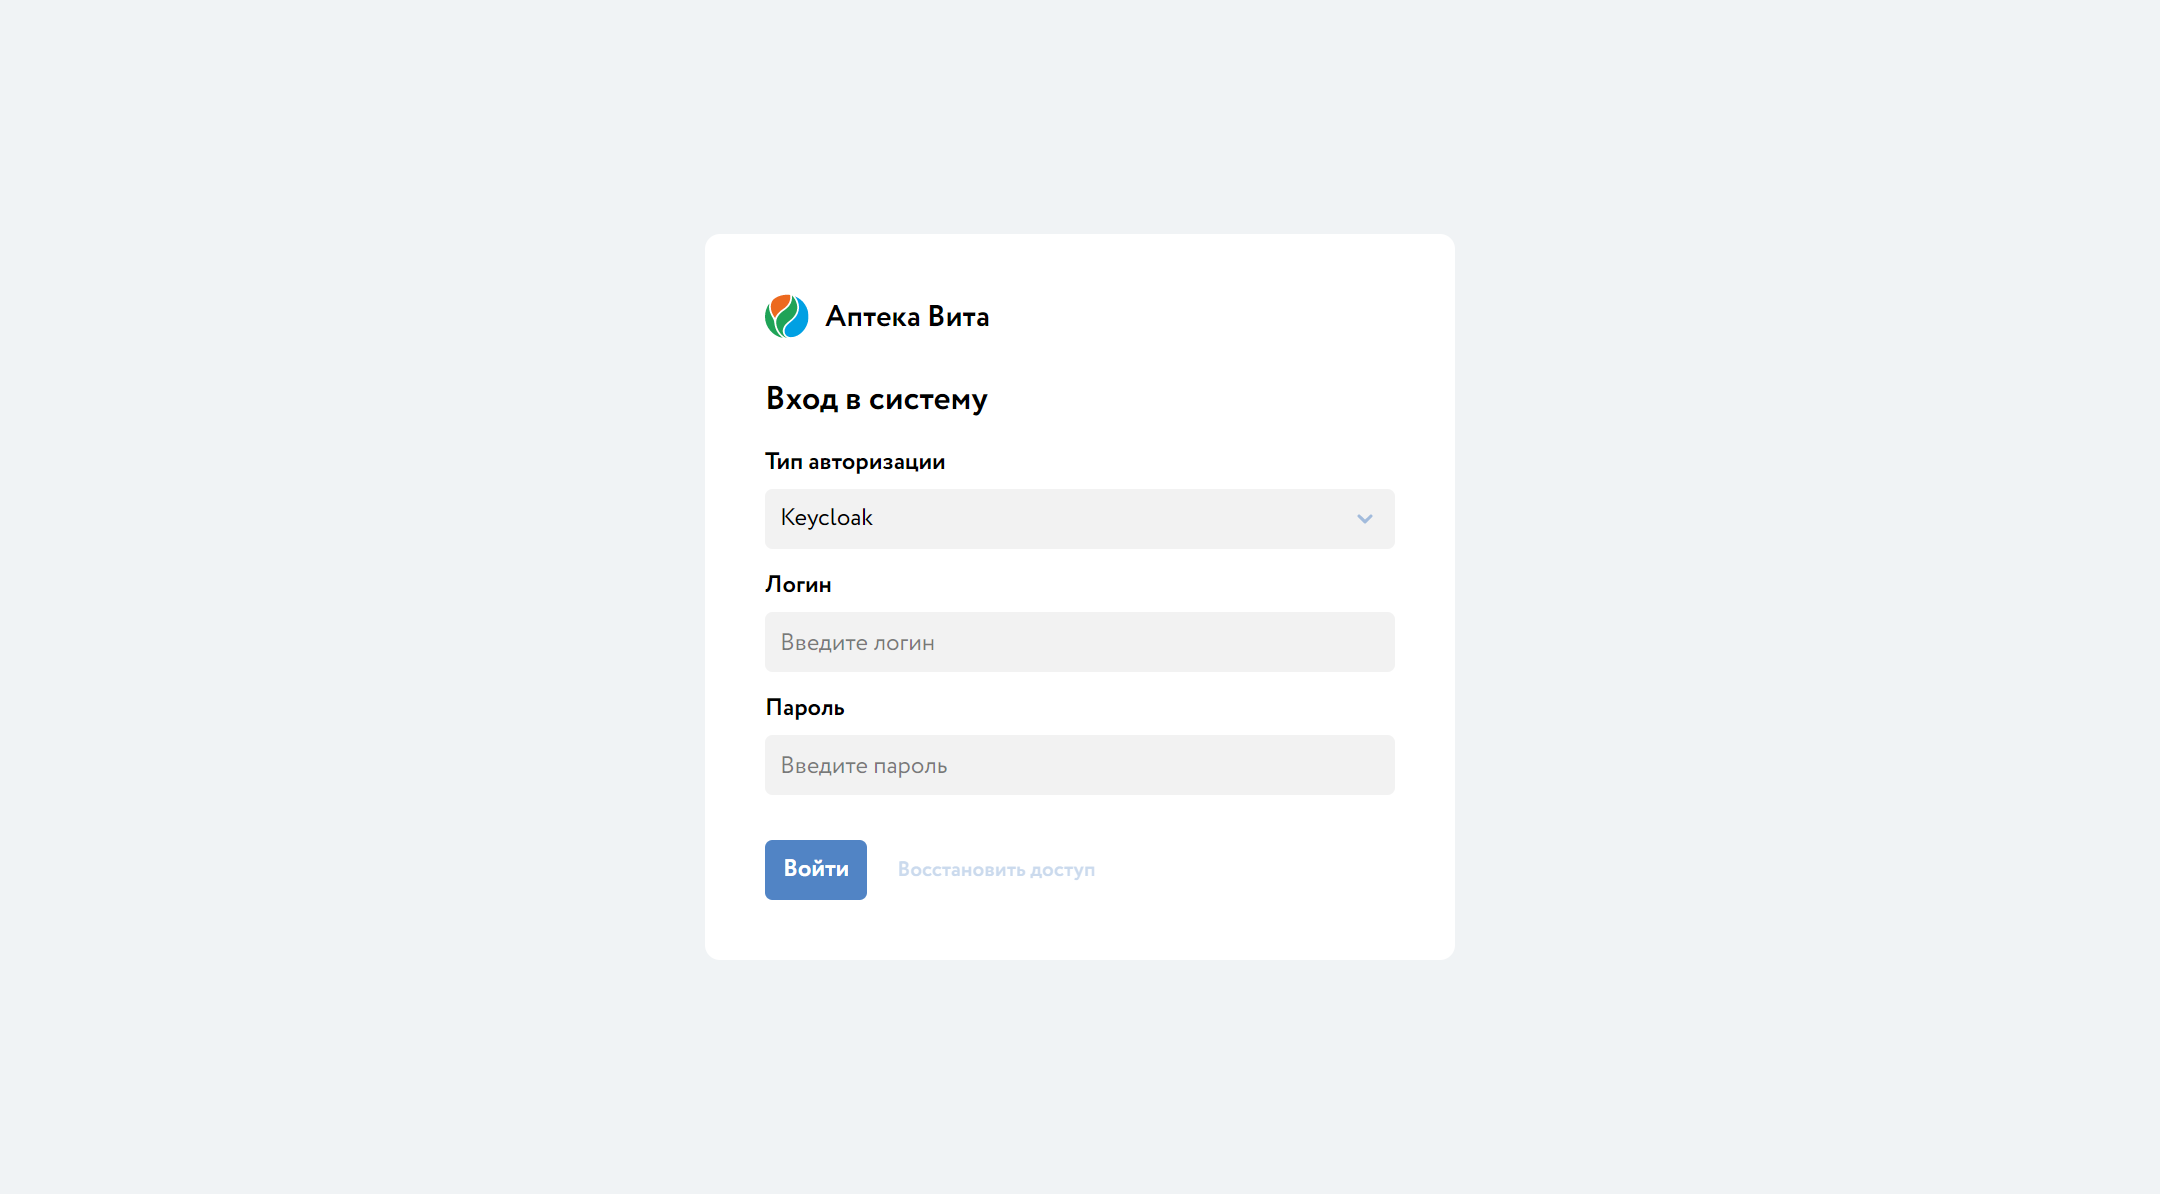 Аптека Вита
Вход в систему
Тип авторизации
Keycloak
Логин
Введите логин
Пароль
Введите пароль
Войти
Восстановить доступ